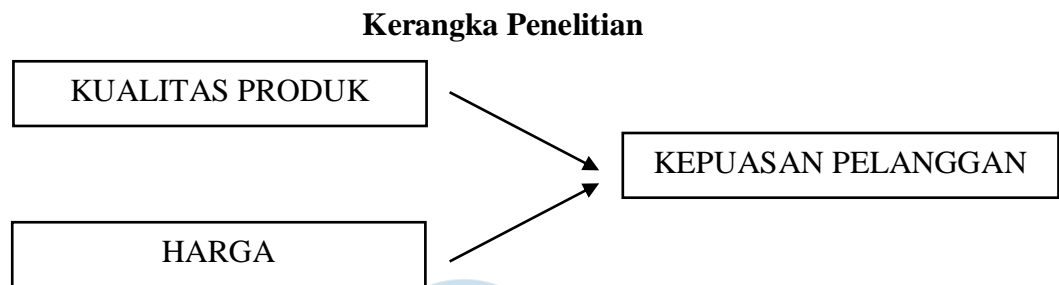 Kerangka Penelitian
KUALITAS PRODUK
KEPUASAN PELANGGAN
HARGA